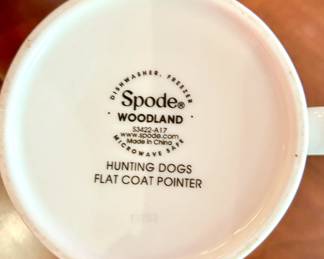 DISHWASHER, FREEZER
Spode®
WOODLAND
S3422-A17
www.spode.com
Made in China
MICROWAVE SAFE
HUNTING DOGS
FLAT COAT POINTER